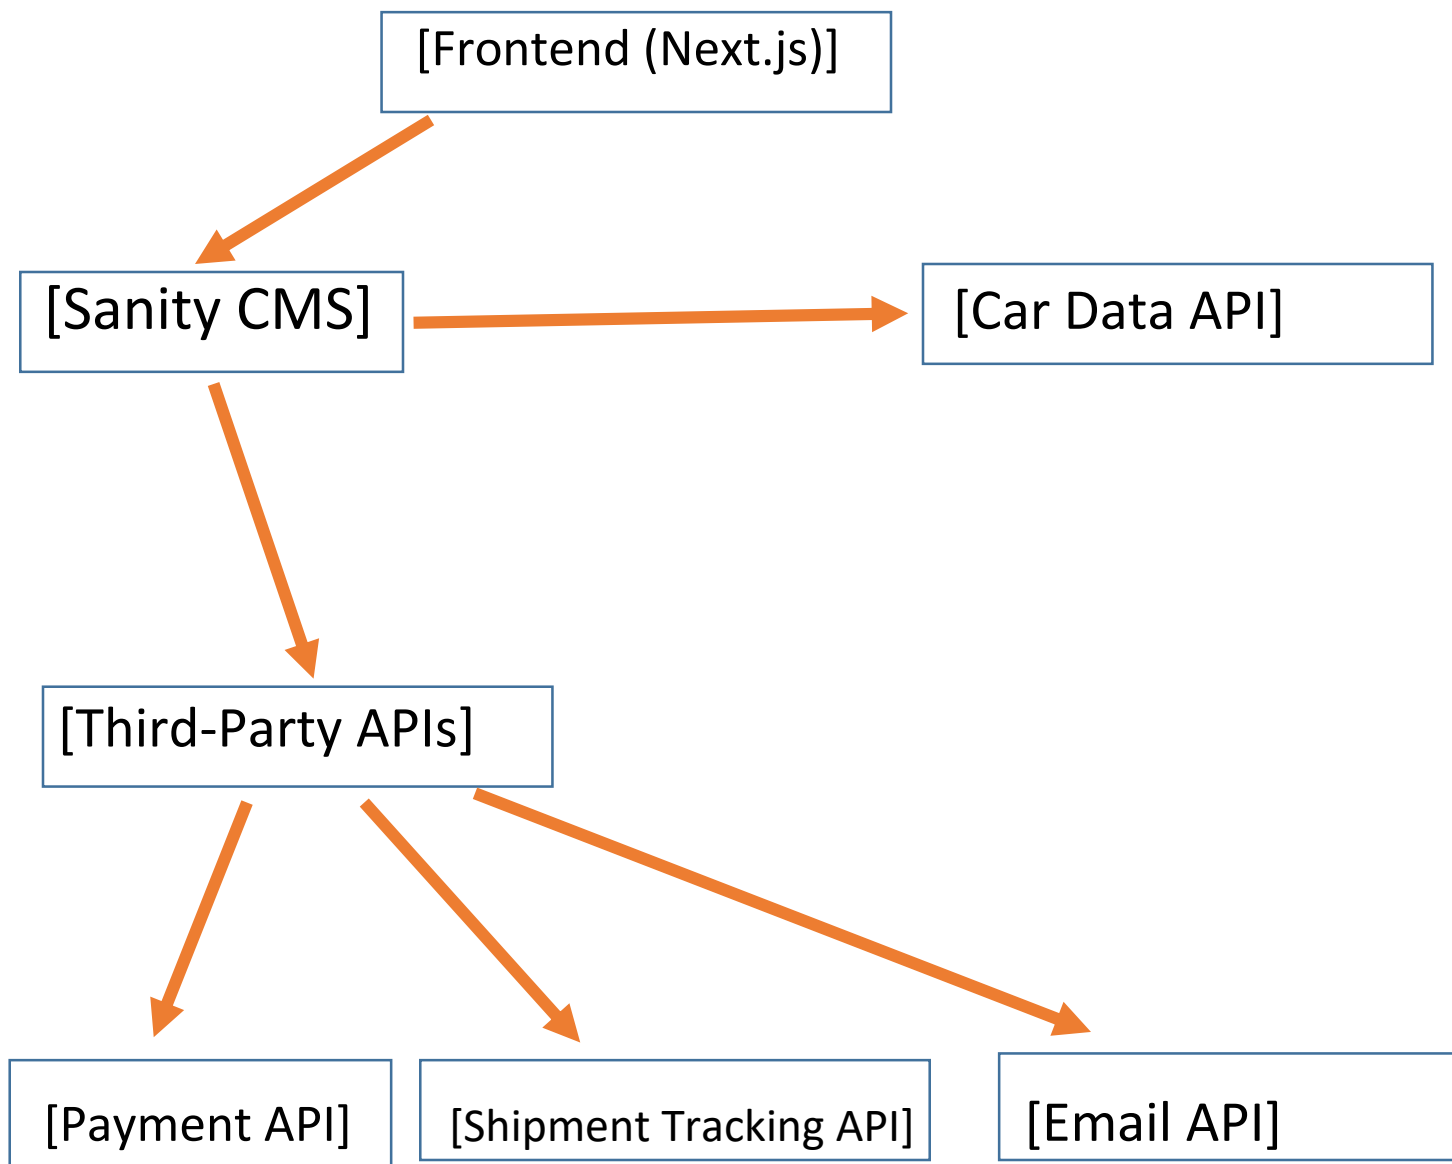 [Frontend (Next.js)]
[Sanity CMS]
[Car Data API]
[Third-Party APIs]
[Payment API]
[Shipment Tracking API]
[Email API]